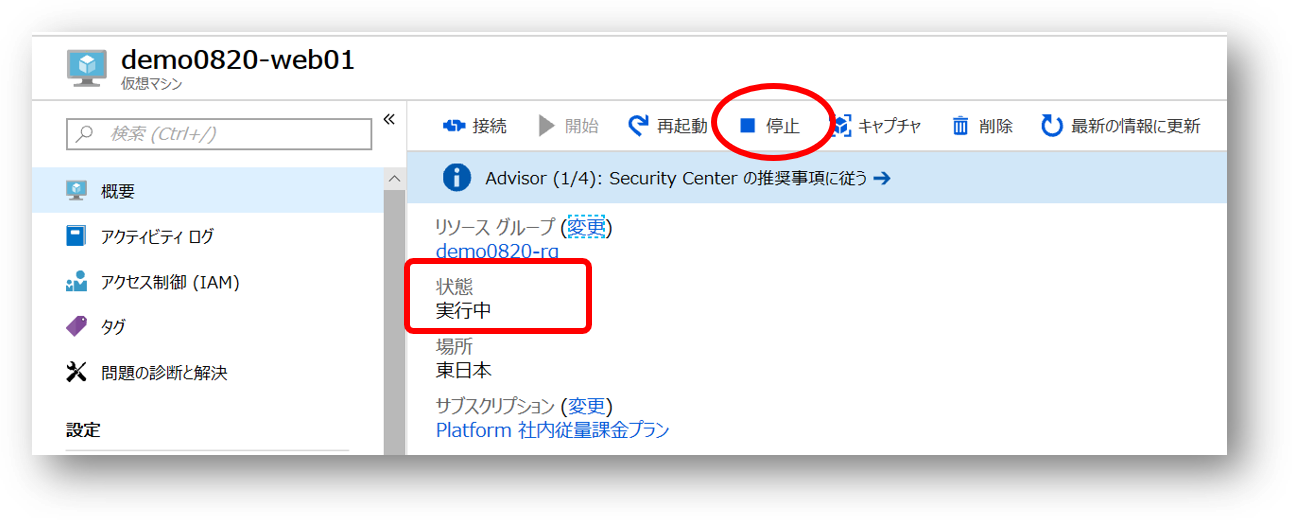 demo0820-web01
仮想マシン
検索 (Ctrl+/)
«
接続 開始 再起動 停止 キャプチャ 削除 最新の情報に更新
Advisor (1/4): Security Center の推奨事項に従う →
概要
アクティビティ ログ
アクセス制御 (IAM)
タグ
問題の診断と解決
設定
リソース グループ (変更)
demo0820-rg
状態
実行中
場所
東日本
サブスクリプション (変更)
Platform 社内従量課金プラン